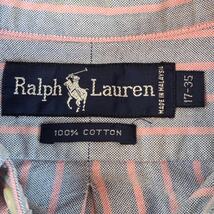 Ralph Lauren
MADE IN MALAYSIA
17-35
100% COTTON